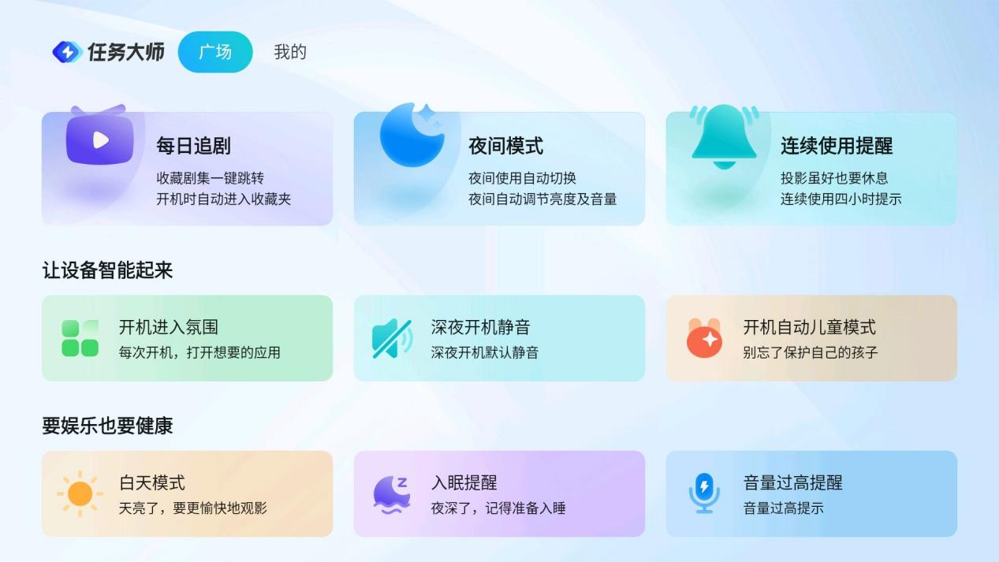 任务大师 广场 我的
每日追剧
收藏剧集一键跳转
开机时自动进入收藏夹
夜间模式
夜间使用自动切换
夜间自动调节亮度及音量
连续使用提醒
投影虽好也要休息
连续使用四小时提示
让设备智能起来
开机进入氛围
每次开机，打开想要的应用
深夜开机静音
深夜开机默认静音
开机自动儿童模式
别忘了保护自己的孩子
要娱乐也要健康
白天模式
天亮了，要更愉快地观影
入眠提醒
夜深了，记得准备入睡
音量过高提醒
音量过高提示